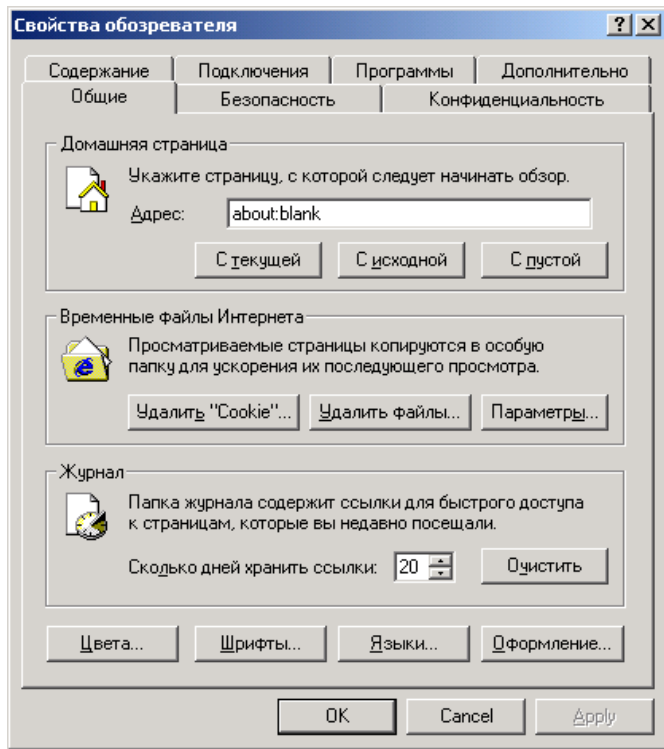 Свойства обозревателя
Содержание Подключения Программы Дополнительно
Общие Безопасность Конфиденциальность
Домашняя страница
Укажите страницу, с которой следует начинать обзор.
Адрес: about:blank
С текущей С исходной С пустой
Временные файлы Интернета
Просматриваемые страницы копируются в особую
папку для ускорения их последующего просмотра.
Удалить "Cookie"... Удалить файлы... Параметры...
Журнал
Папка журнала содержит ссылки для быстрого доступа
к страницам, которые вы недавно посещали.
Сколько дней хранить ссылки: 20 Очистить
Цвета... Шрифты... Языки... Оформление...
OK Cancel Apply